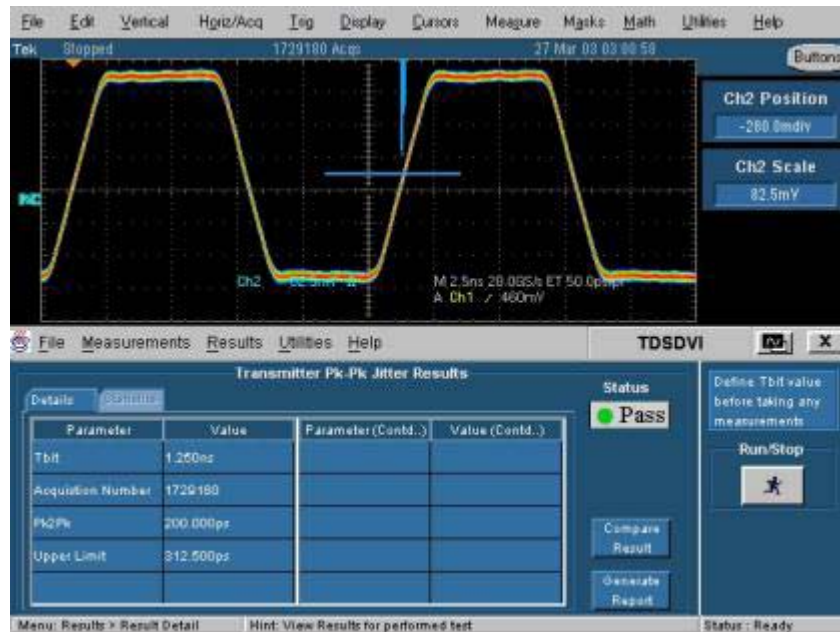 File Edit Vertical Horiz/Acq Trig Display Cursors Measure Masks Math Utilities Help
Tek Stopped 1729180 Acqs 27 Mar 03 03:00:58
Buttons
Ch2 Position
-280.0mdiv
Ch2 Scale
82.5mV
Ch2 M 2.5ns 20.0GS/s ET 50.0ps/pt
A Ch1 460mV
File Measurements Results Utilities Help TDSDVI X
Transmitter Pk-Pk Jitter Results
Details Statistics
Status
Pass
Define Tbit value
before taking any
measurements
Parameter Value Parameter(Contd..) Value(Contd..)
Tbit 1.250ns
Acquistion Number 1729180
Pk2Pk 200.000ps
Upper Limit 312.500ps
Run/Stop
Compare
Result
Generate
Report
Menu: Results > Result Detail Hint: View Results for performed test Status : Ready